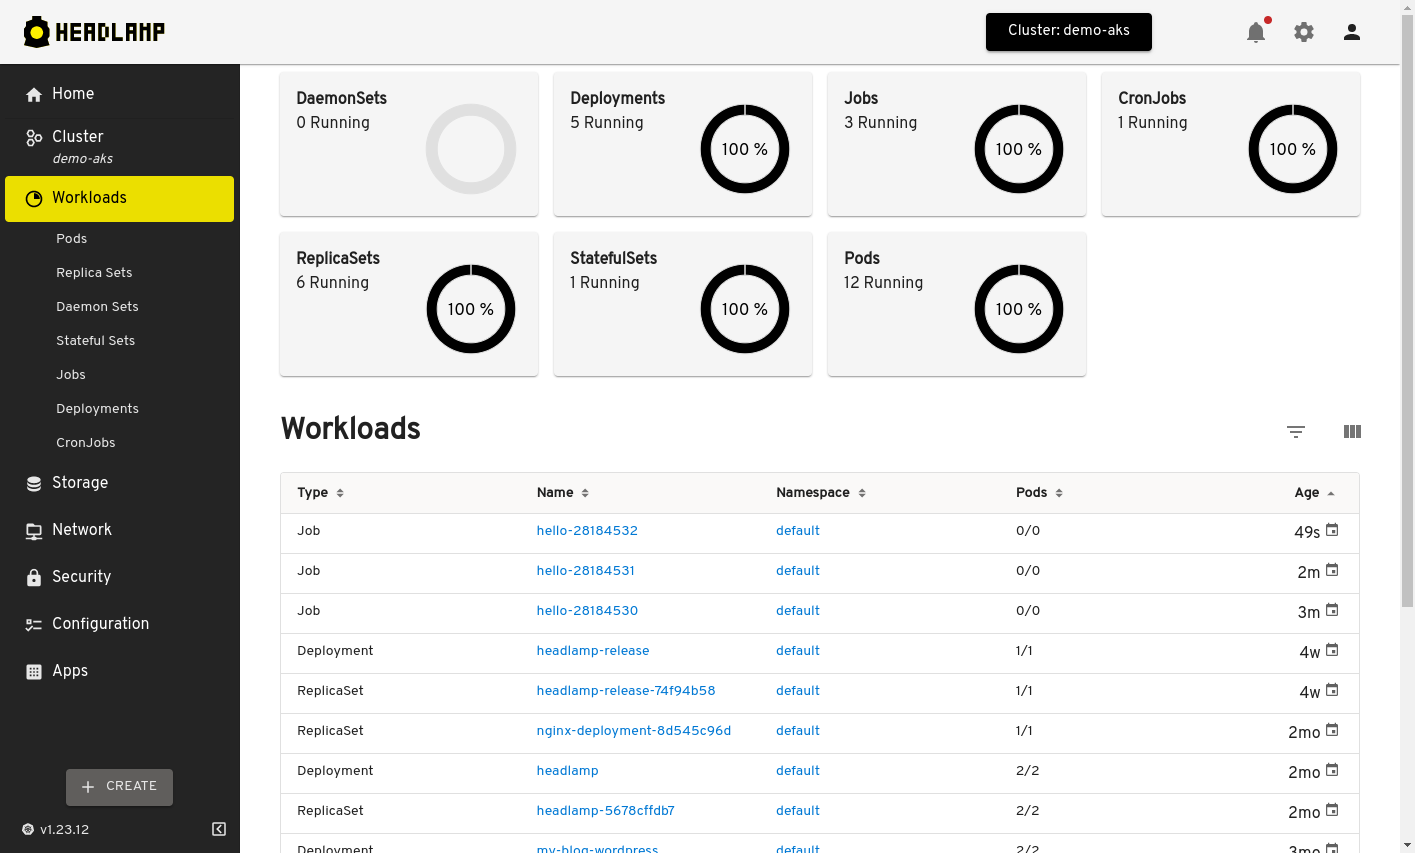 HEADLAMP
Cluster: demo-aks
Home
Cluster
demo-aks
Workloads
Pods
Replica Sets
Daemon Sets
Stateful Sets
Jobs
Deployments
CronJobs
Storage
Network
Security
Configuration
Apps
CREATE
v1.23.12
DaemonSets
0 Running
Deployments
5 Running
100 %
Jobs
3 Running
100 %
CronJobs
1 Running
100 %
ReplicaSets
6 Running
100 %
StatefulSets
1 Running
100 %
Pods
12 Running
100 %
Workloads
Type Name Namespace Pods Age
Job hello-28184532 default 0/0 49s
Job hello-28184531 default 0/0 2m
Job hello-28184530 default 0/0 3m
Deployment headlamp-release default 1/1 4w
ReplicaSet headlamp-release-74f94b58 default 1/1 4w
ReplicaSet nginx-deployment-8d545c96d default 1/1 2mo
Deployment headlamp default 2/2 2mo
ReplicaSet headlamp-5678cffdb7 default 2/2 2mo
Deployment my-blog-wordpress default 2/2 3mo